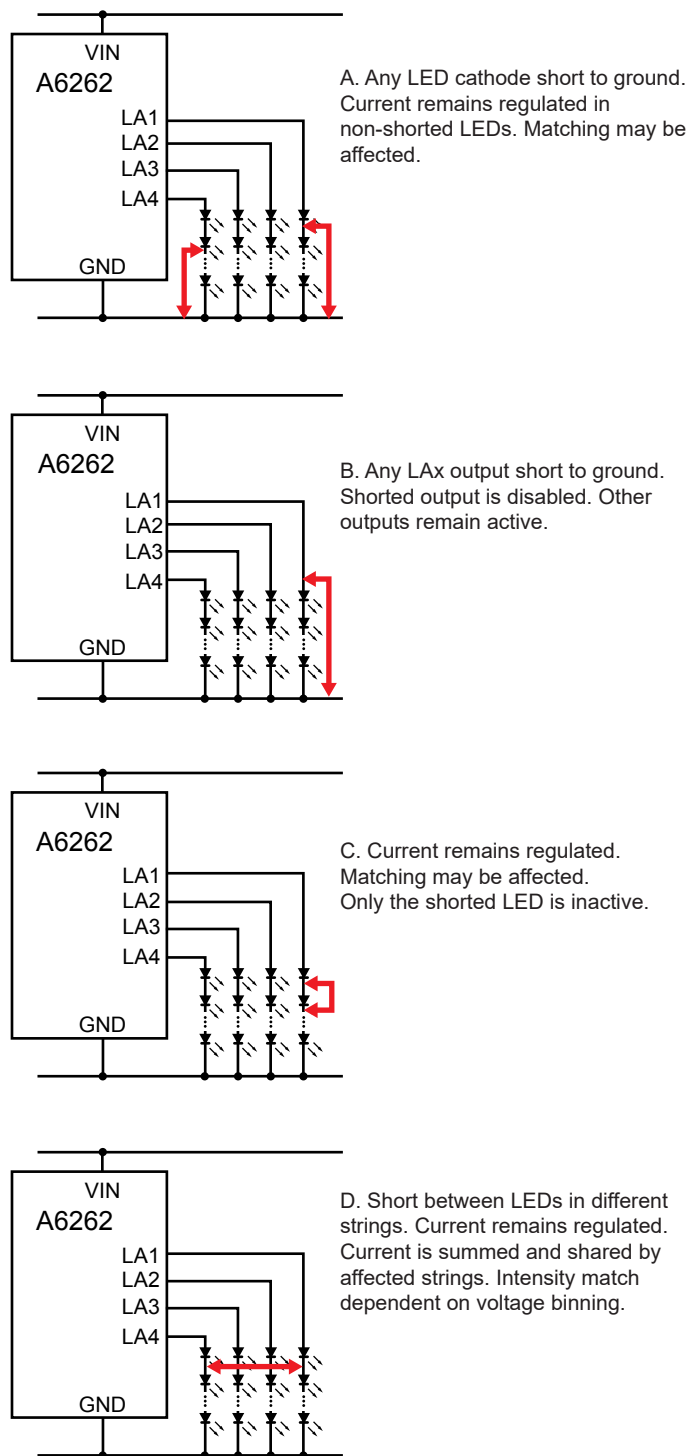 VIN
A6262
LA1
LA2
LA3
LA4
GND
A. Any LED cathode short to ground.
Current remains regulated in
non-shorted LEDs. Matching may be
affected.
VIN
A6262
LA1
LA2
LA3
LA4
GND
B. Any LAx output short to ground.
Shorted output is disabled. Other
outputs remain active.
VIN
A6262
LA1
LA2
LA3
LA4
GND
C. Current remains regulated.
Matching may be affected.
Only the shorted LED is inactive.
VIN
A6262
LA1
LA2
LA3
LA4
GND
D. Short between LEDs in different
strings. Current remains regulated.
Current is summed and shared by
affected strings. Intensity match
dependent on voltage binning.